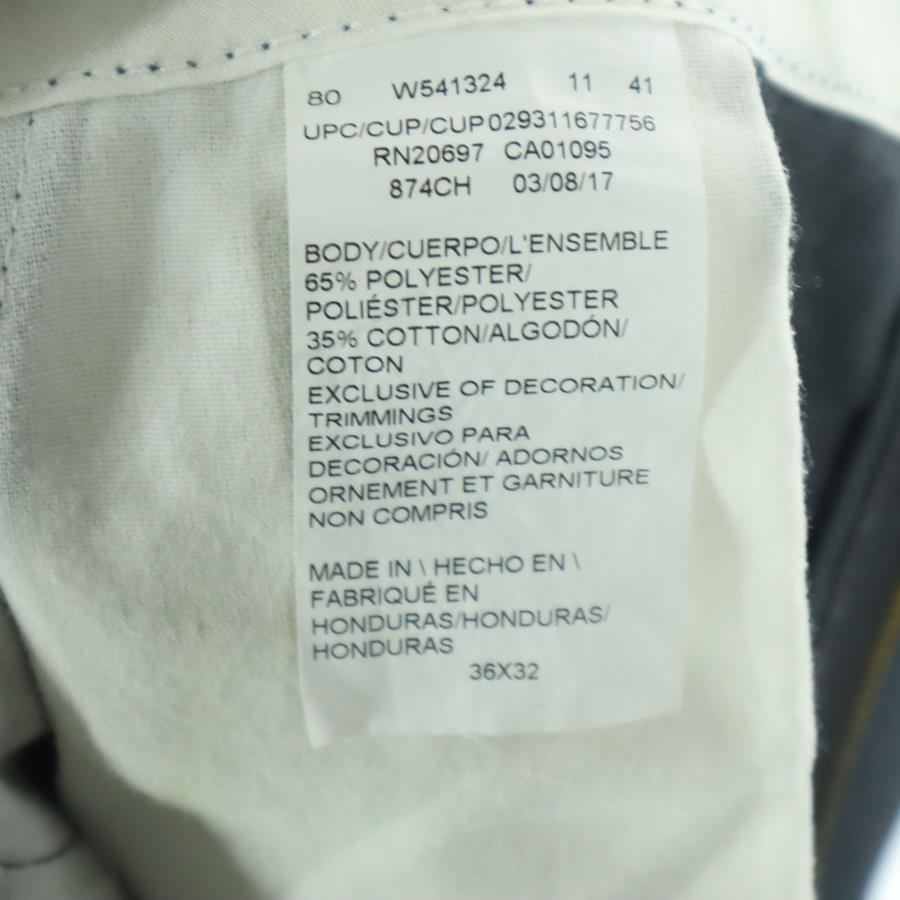 80 W541324 11 41
UPC/CUP/CUP029311677756
RN20697 CA01095
874CH 03/08/17
BODY/CUERPO/L'ENSEMBLE
65% POLYESTER/
POLIÉSTER/POLYESTER
35% COTTON/ALGODÓN/
COTON
EXCLUSIVE OF DECORATION/
TRIMMINGS
EXCLUSIVO PARA
DECORACIÓN/ ADORNOS
ORNEMENT ET GARNITURE
NON COMPRIS
MADE IN \ HECHO EN \
FABRIQUÉ EN
HONDURAS/HONDURAS/
HONDURAS
36X32